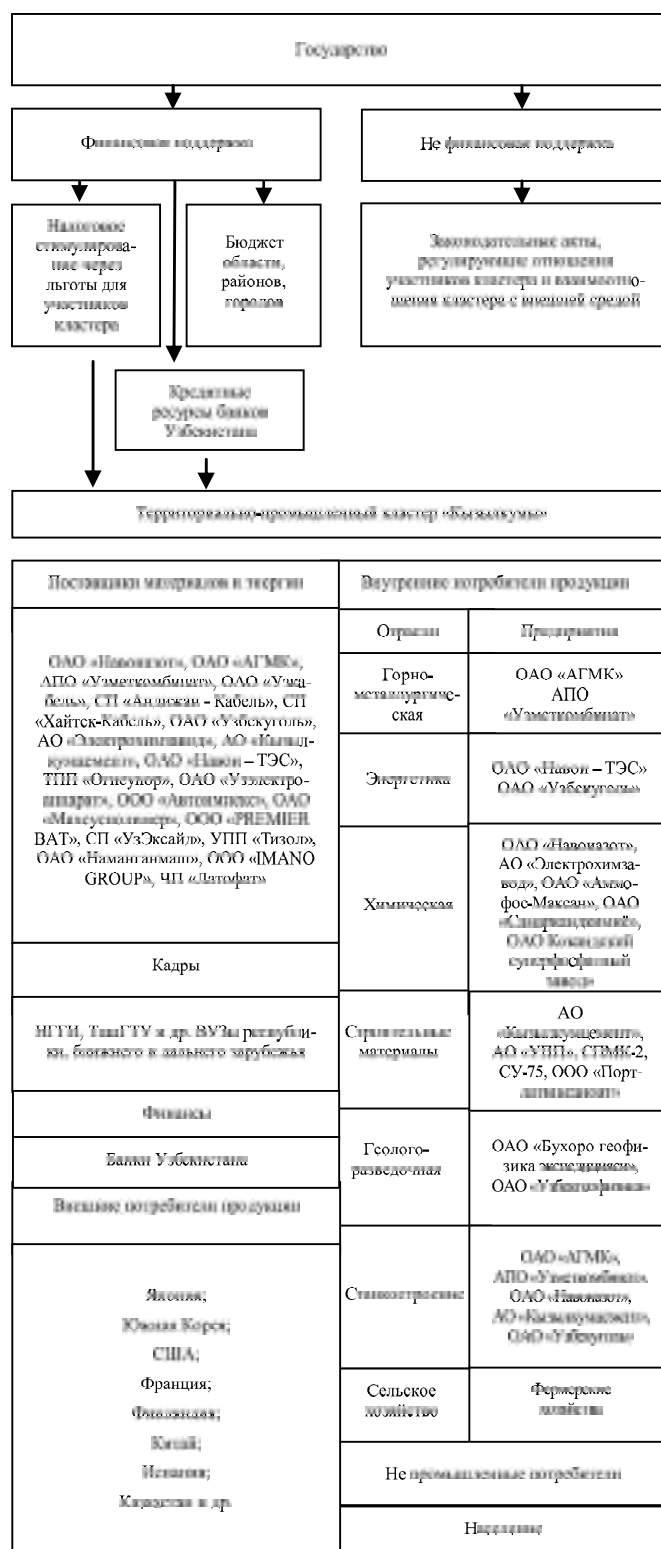 Государство
Финансовая поддержка
Не финансовая поддержка
Налоговое
стимулирова-
ние через
льготы для
участников
кластера
Бюджет
области,
районов,
городов
Законодательные акты,
регулирующие отношения
участников кластера и взаимоотно-
шения кластера с внешней средой
Кредитные
ресурсы банков
Узбекистана
Территориально-промышленный кластер «Кызылкумы»
Поставщики материалов и энергии
ОАО «Навоиазот», ОАО «АГМК»,
АПО «Узметкомбинат», ОАО «Узка-
бель», СП «Андижан - Кабель», СП
«Хайтек-Кабель», ОАО «Узбекуголь»,
АО «Электрохимзавод», АО «Кызыл-
кумцемент», ОАО «Навои – ТЭС»,
ТПП «Огнеупор», ОАО «Узэлектро-
аппарат», ООО «Автоимпекс», ОАО
«Махсусполимер», ООО «PREMIER
BAT», СП «УзЭксайд», УПП «Тизол»,
ОАО «Наманганмаш», ООО «IMANO
GROUP», ЧП «Латофат»
Кадры
НГГИ, ТашГТУ и др. ВУЗы республи-
ки, ближнего и дальнего зарубежья
Финансы
Банки Узбекистана
Внешние потребители продукции
Япония;
Южная Корея;
США;
Франция;
Финляндия;
Китай;
Испания;
Казахстан и др.
Внутренние потребители продукции
Отрасли
Предприятия
Горно-
металлургиче-
ская
ОАО «АГМК»
АПО
«Узметкомбинат»
Энергетика
ОАО «Навои – ТЭС»
ОАО «Узбекуголь»
Химическая
ОАО «Навоиазот»,
АО «Электрохимза-
вод», ОАО «Аммо-
фос-Максам», ОАО
ОАО Кокандский
суперфосфатный
завод»
Строительные
материалы
АО
«Кызылкумцемент»,
АО «УПП», СПМК-2,
СУ-75, ООО «Порт-
Геолого-
разведочная
ОАО «Бухоро геофи-
зика экспедицияси»,
ОАО «Узбекгеофизика»
Станкостроение
ОАО «АГМК»,
АПО «Узметкомбинат»,
ОАО «Навоиазот»,
АО «Кызылкумцемент»,
ОАО «Узбекуголь»
Сельское
хозяйство
Фермерские
хозяйства
Не промышленные потребители
Население